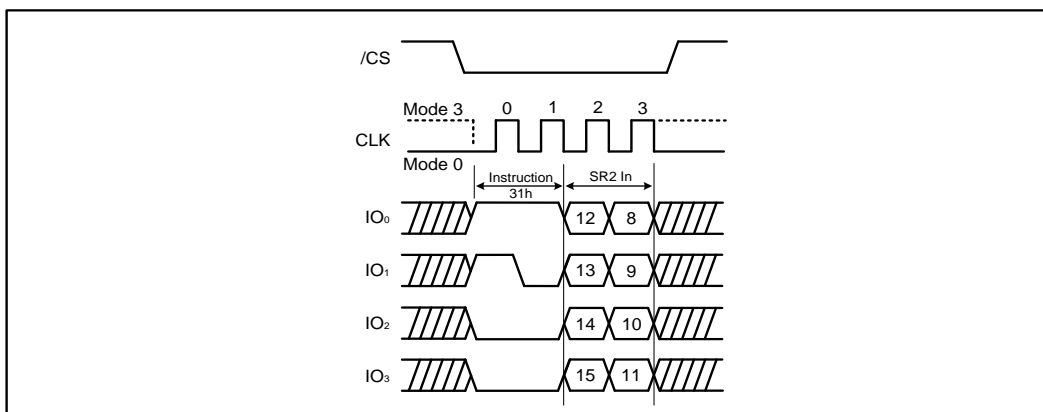 /CS
Mode 3 0 1 2 3
CLK
Mode 0
Instruction SR2 In
31h
IO₀ 12 8
IO₁ 13 9
IO₂ 14 10
IO₃ 15 11